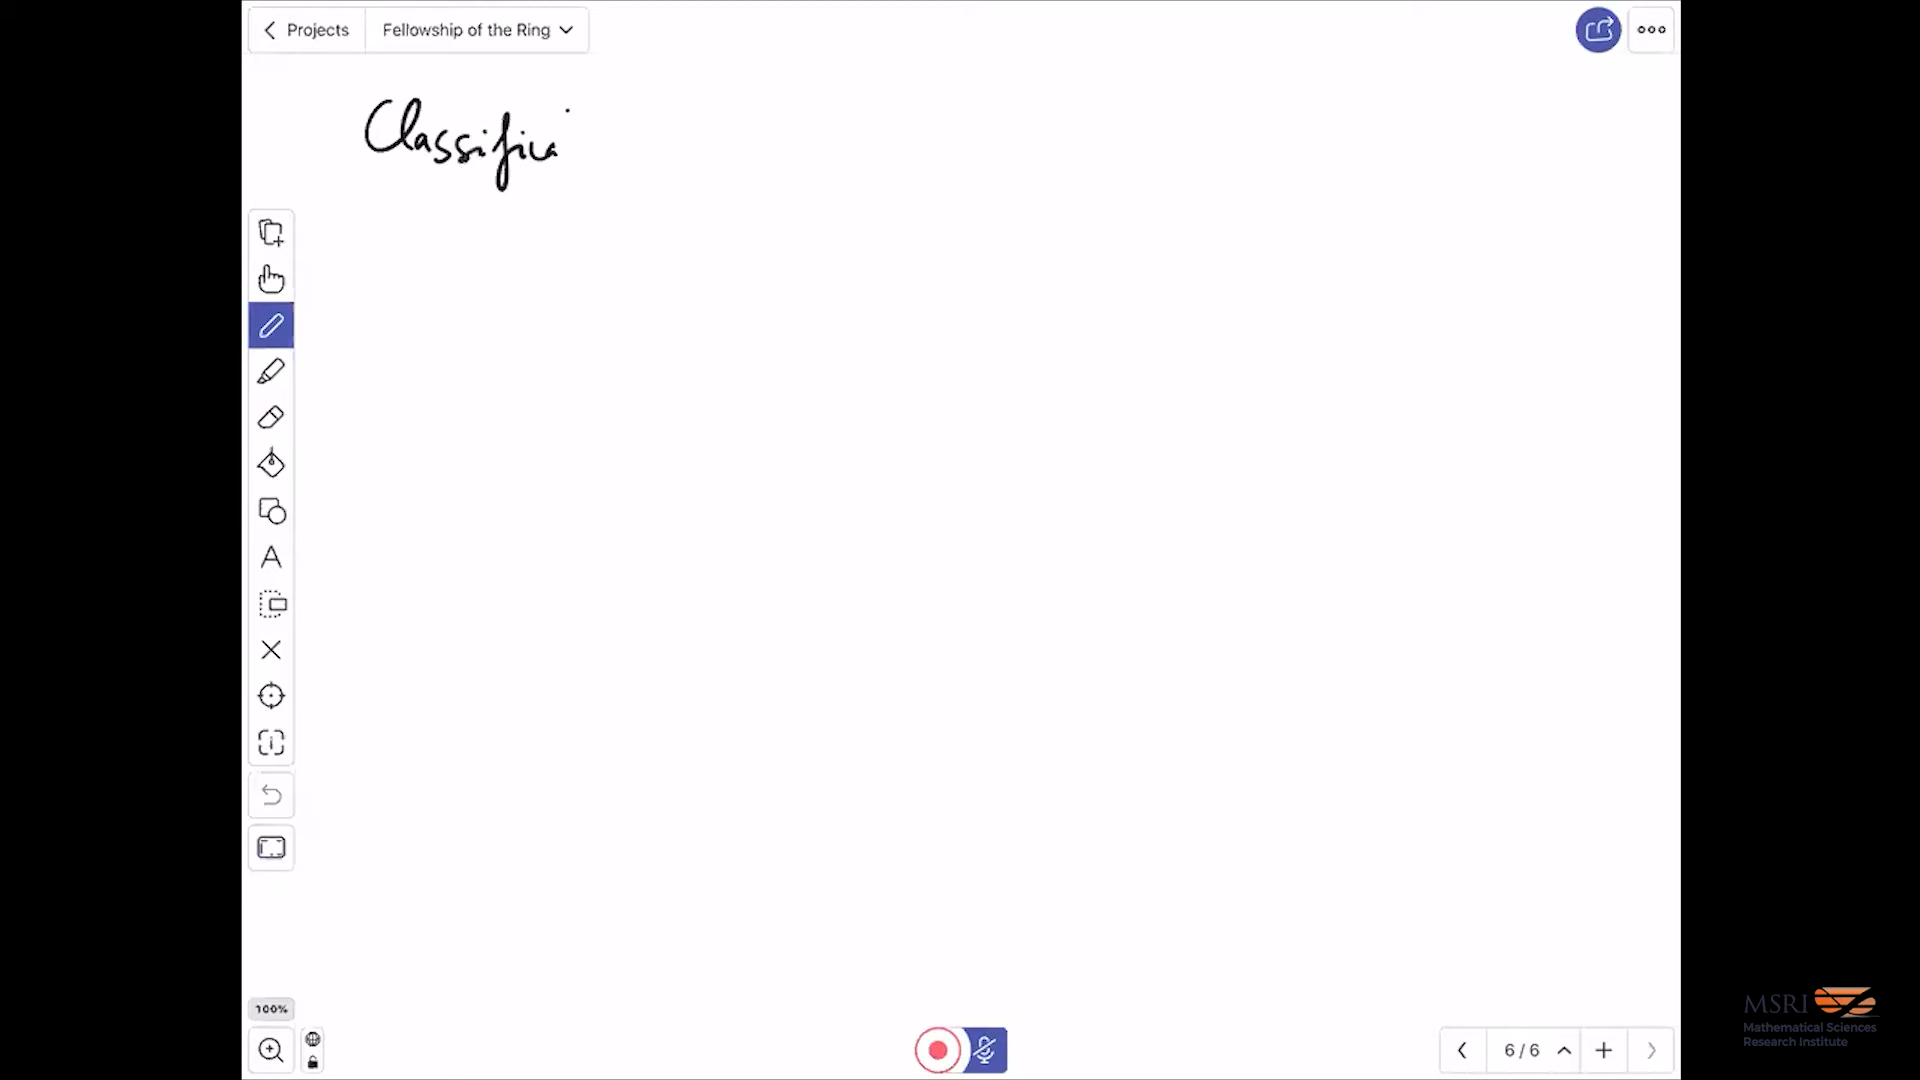 Projects
Fellowship of the Ring
Classifica
A
100%
6/6
MSRI
Mathematical Sciences
Research Institute